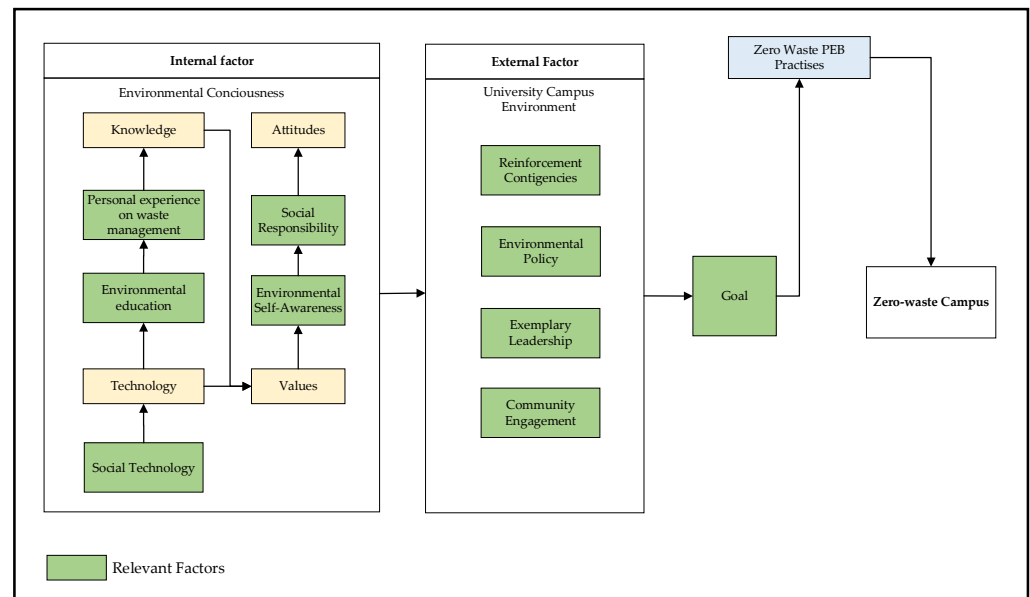 Internal factor
Environmental Conciousness
Knowledge
Attitudes
Personal experience
on waste
management
Social
Responsibility
Environmental
education
Environmental
Self-Awareness
Technology
Values
Social Technology
External Factor
University Campus
Environment
Reinforcement
Contigencies
Environmental
Policy
Exemplary
Leadership
Community
Engagement
Goal
Zero Waste PEB
Practises
Zero-waste Campus
Relevant Factors